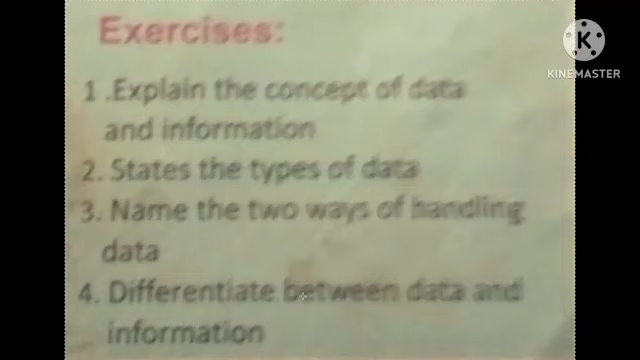 Exercises:
1 .Explain the concept of data
and information
2. States the types of data
3. Name the two ways of handling
data
4. Differentiate between data and
information
KINEMASTER